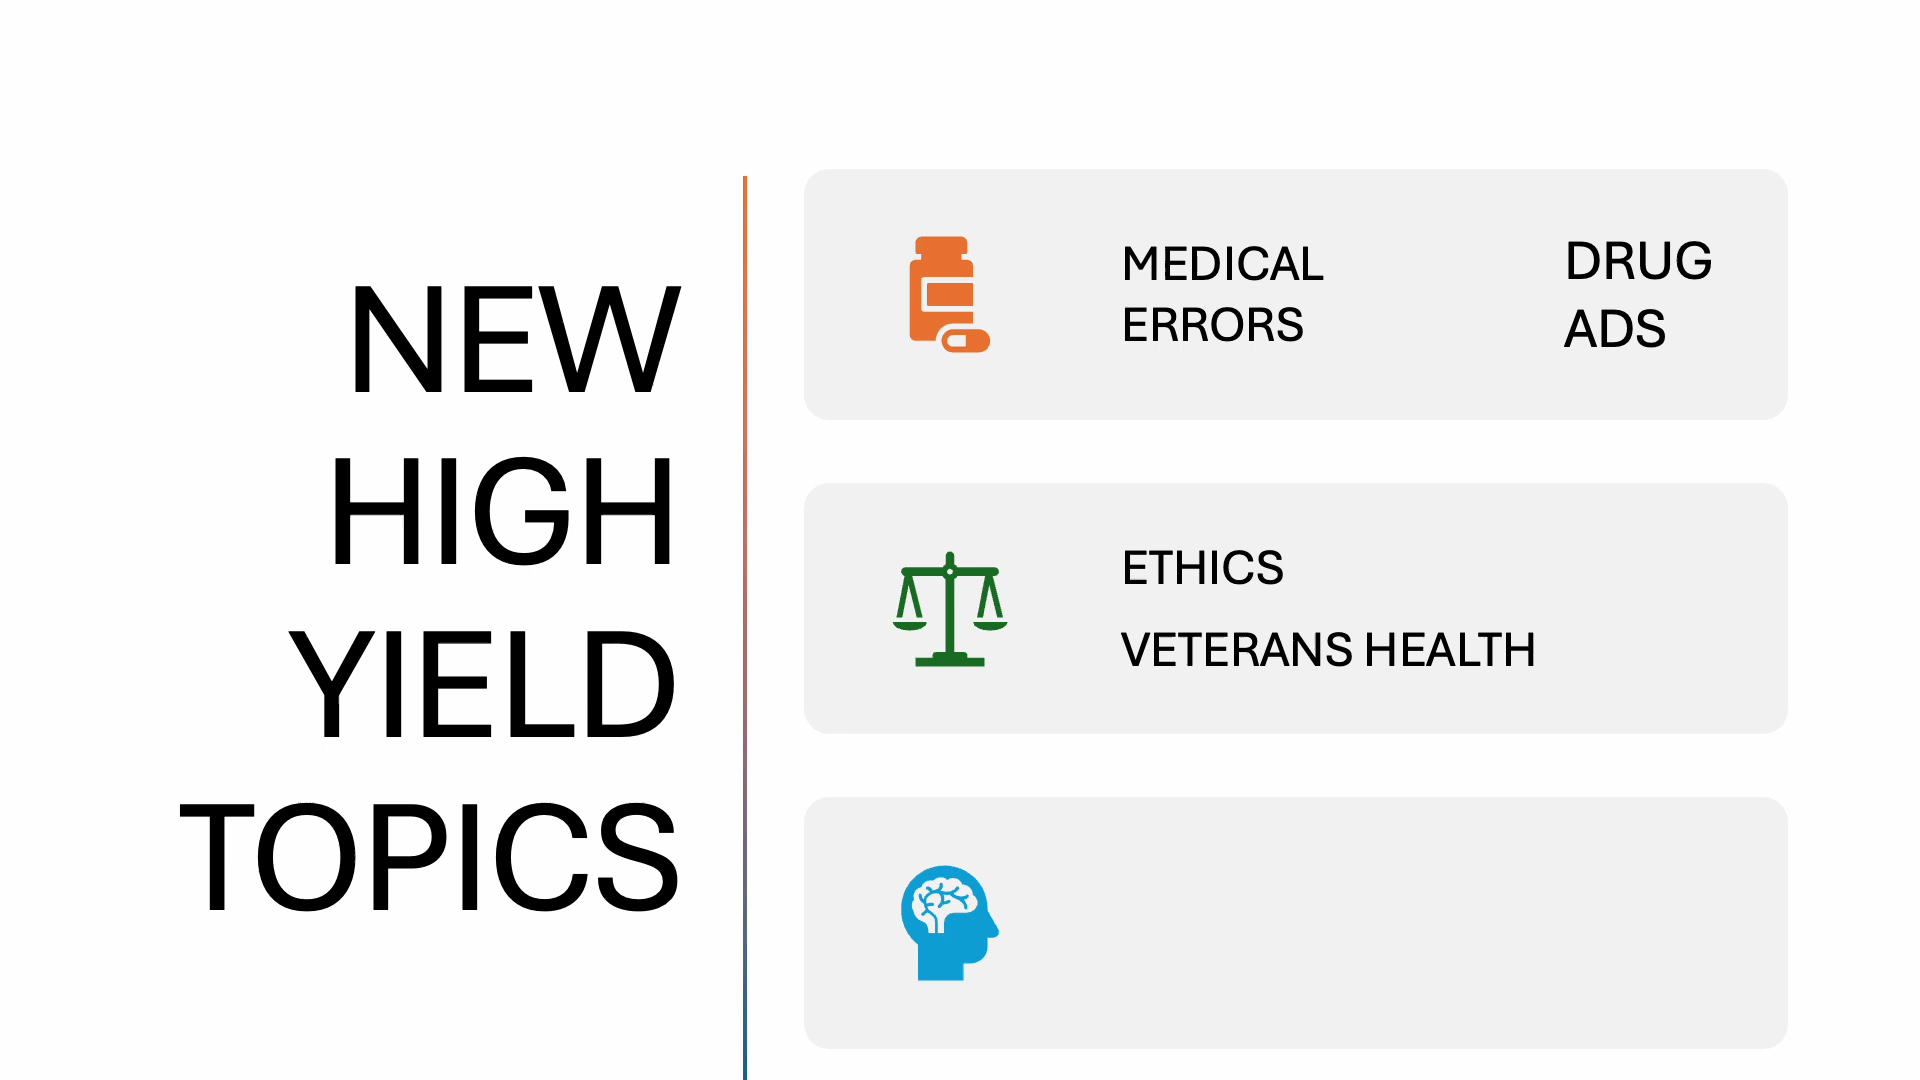 NEW
HIGH
YIELD
TOPICS
MEDICAL
ERRORS
DRUG
ADS
ETHICS
VETERANS HEALTH